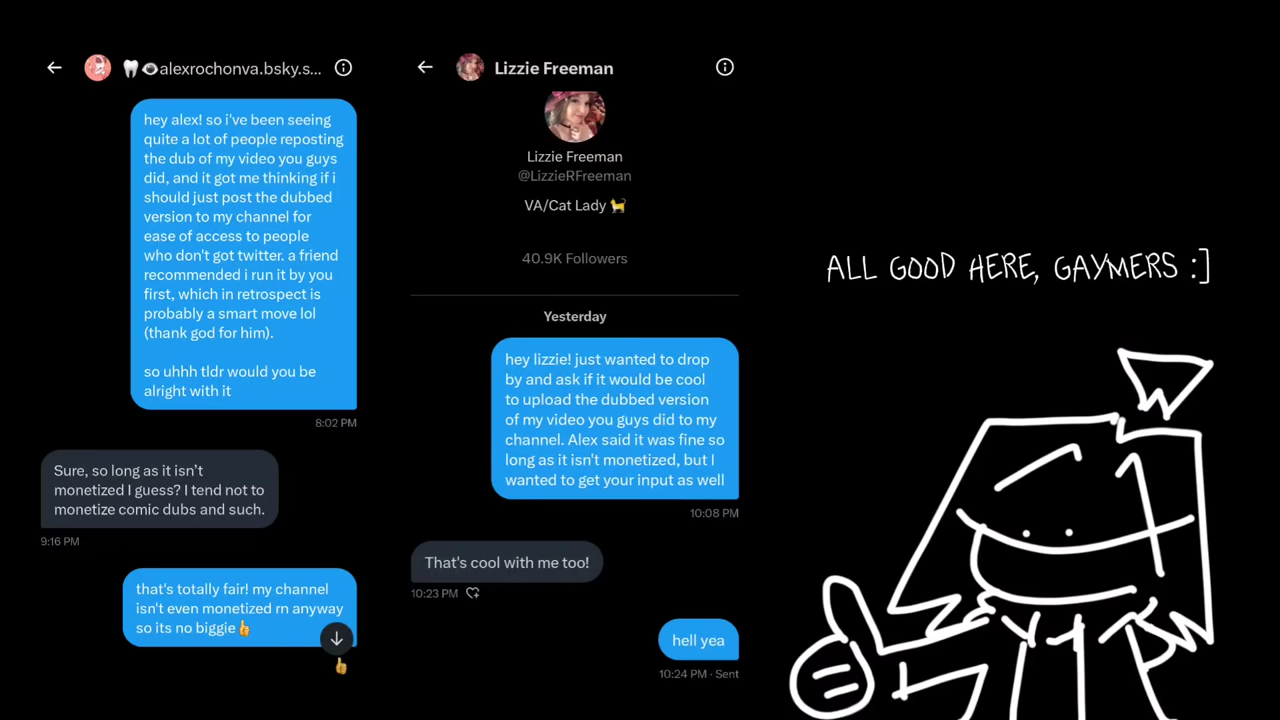 🦷👁alexrochonva.bsky.s...
hey alex! so i've been seeing
quite a lot of people reposting
the dub of my video you guys
did, and it got me thinking if i
should just post the dubbed
version to my channel for
ease of access to people
who don't got twitter. a friend
recommended i run it by you
first, which in retrospect is
probably a smart move lol
(thank god for him).
so uhhh tldr would you be
alright with it
8:02 PM
Sure, so long as it isn't
monetized I guess? I tend not to
monetize comic dubs and such.
9:16 PM
that's totally fair! my channel
isn't even monetized rn anyway
so its no biggie👍
👍
Lizzie Freeman
Lizzie Freeman
@LizzieRFreeman
VA/Cat Lady 🐈
40.9K Followers
Yesterday
hey lizzie! just wanted to drop
by and ask if it would be cool
to upload the dubbed version
of my video you guys did to my
channel. Alex said it was fine so
long as it isn't monetized, but I
wanted to get your input as well
10:08 PM
That's cool with me too!
10:23 PM
hell yea
10:24 PM · Sent
ALL GOOD HERE, GAYMERS :]